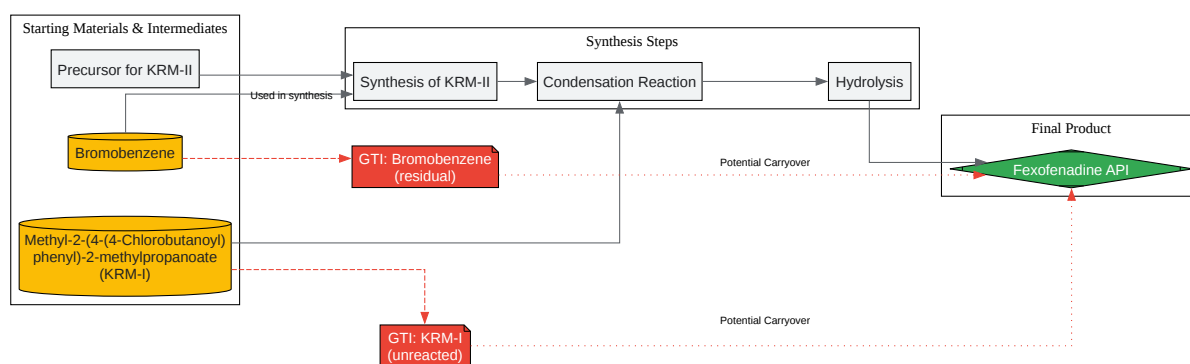 Starting Materials & Intermediates
Precursor for KRM-II
Used in synthesis
Bromobenzene
Methyl-2-(4-(4-Chlorobutanoyl)
phenyl)-2-methylpropanoate
(KRM-I)
Synthesis Steps
Synthesis of KRM-II
Condensation Reaction
Hydrolysis
GTI: Bromobenzene
(residual)
Potential Carryover
Final Product
Fexofenadine API
GTI: KRM-I
(unreacted)
Potential Carryover